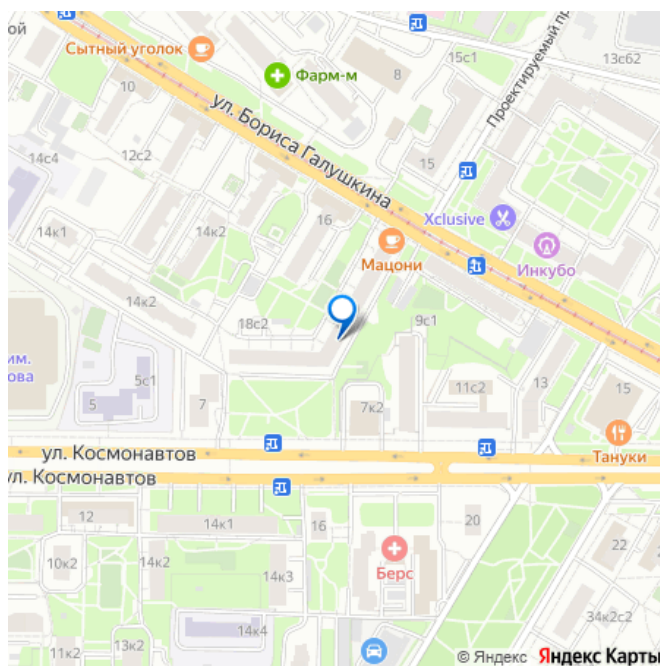 ой
Сытный уголок
10
Фарм-м
8
15с1
13с62
Проектируемый пр
ул. Бориса Галушкина
14с4
12с2
15
Xclusive
Инкубо
14к1
14к2
16
Мацони
14к2
18с2
9с1
им.
ова
5с1
5
7
7к2
11с2
13
15
Тануки
ул. Космонавтов
ул. Космонавтов
12
14к1
16
20
14к2
10к2
14к3
Берс
22
34к2с2
14к4
13к2
11к2
© Яндекс Яндекс Карты